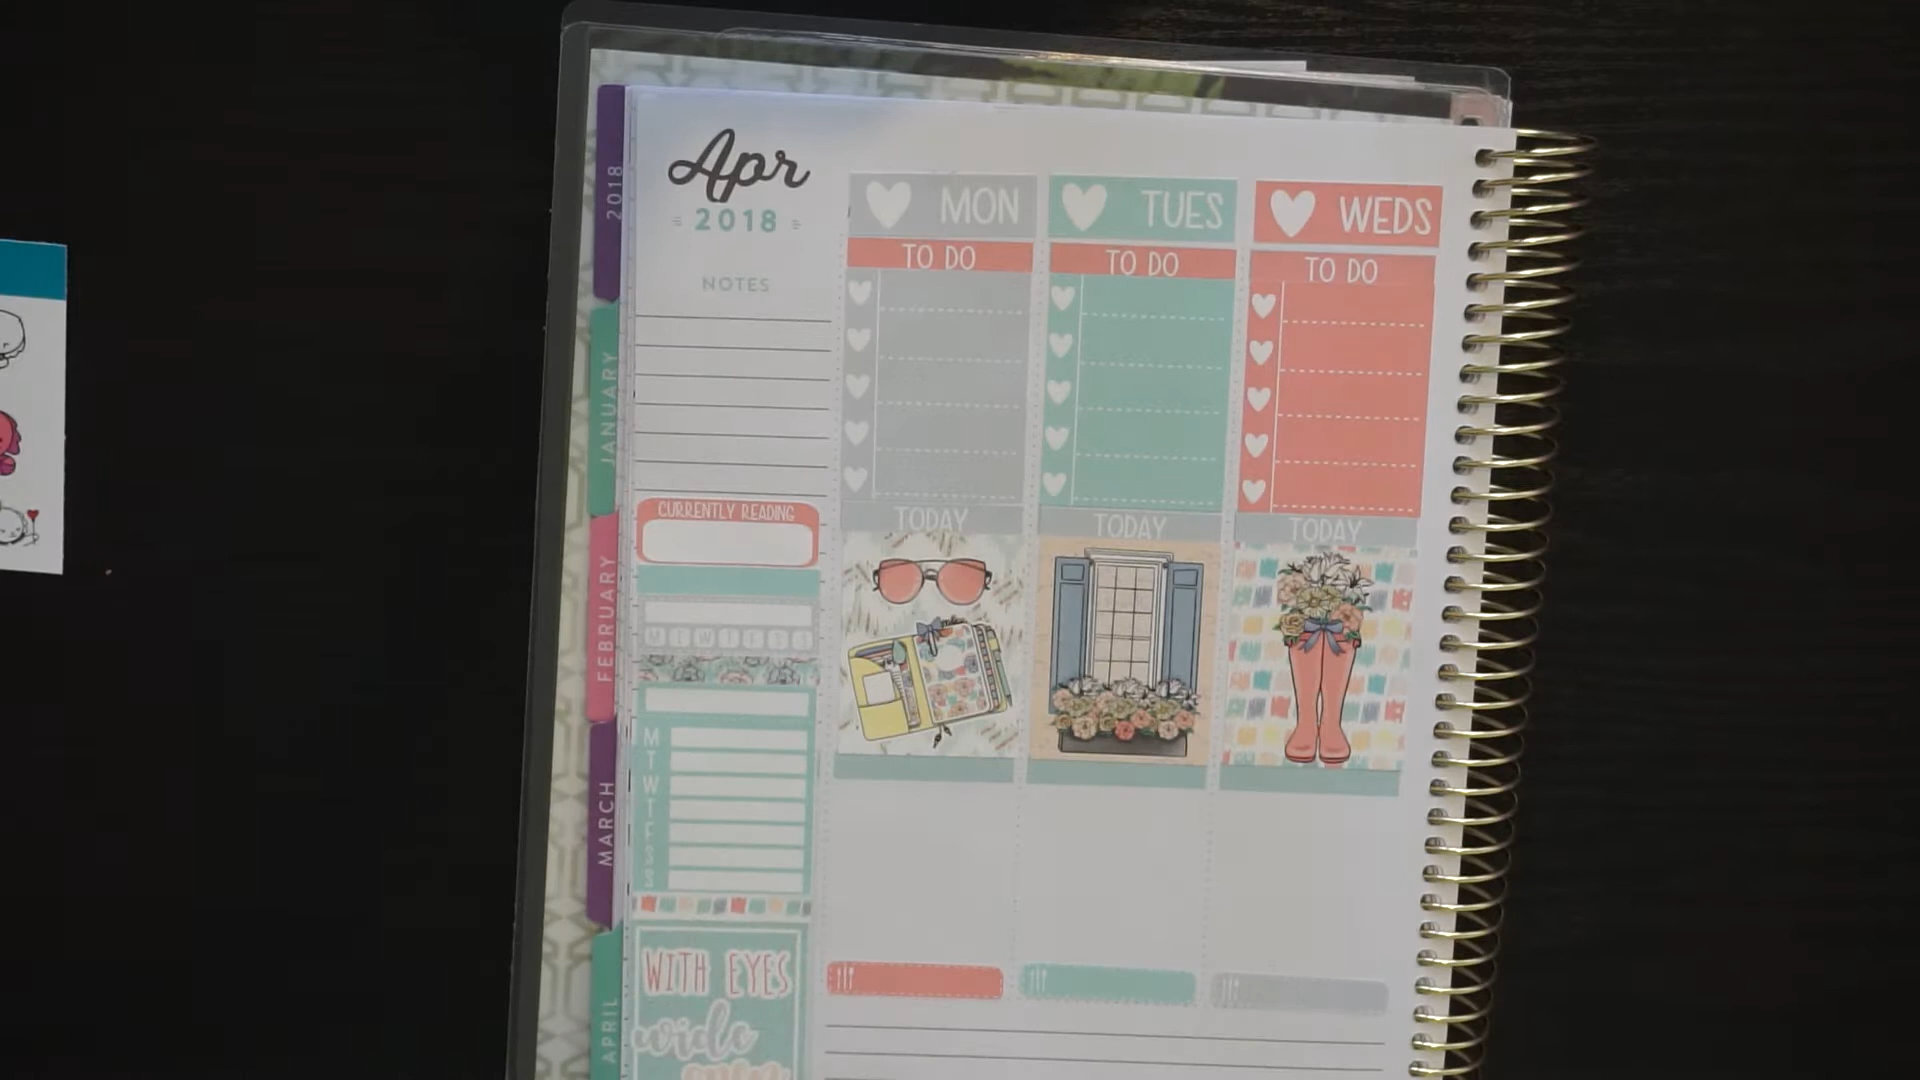 Apr
2018
NOTES
CURRENTLY READING
M T W T F S S
M
T
W
T
F
S
S
WITH EYES
wide
open
MON
TO DO
TODAY
TUES
TO DO
TODAY
WEDS
TO DO
TODAY
2018
JANUARY
FEBRUARY
MARCH
APRIL